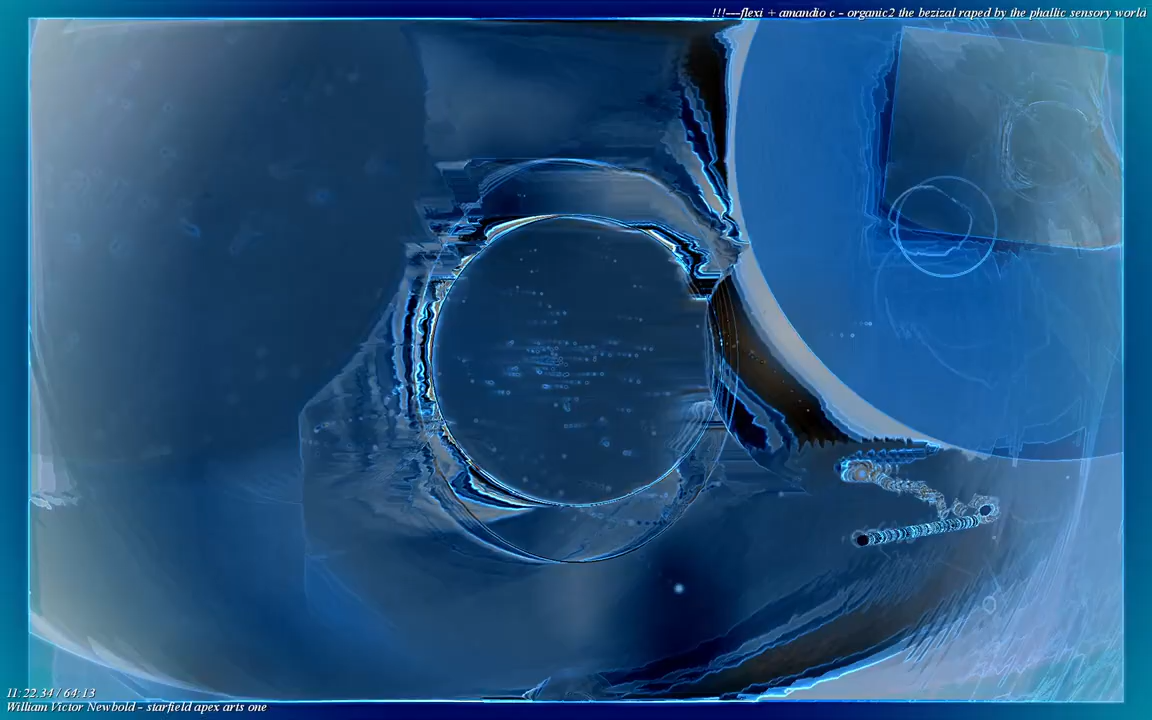 !!!---flexi + amandio c - organic2 the bezizal raped by the phallic sensory world
11:22.34 / 64:13
William Victor Newbold - starfield apex arts one